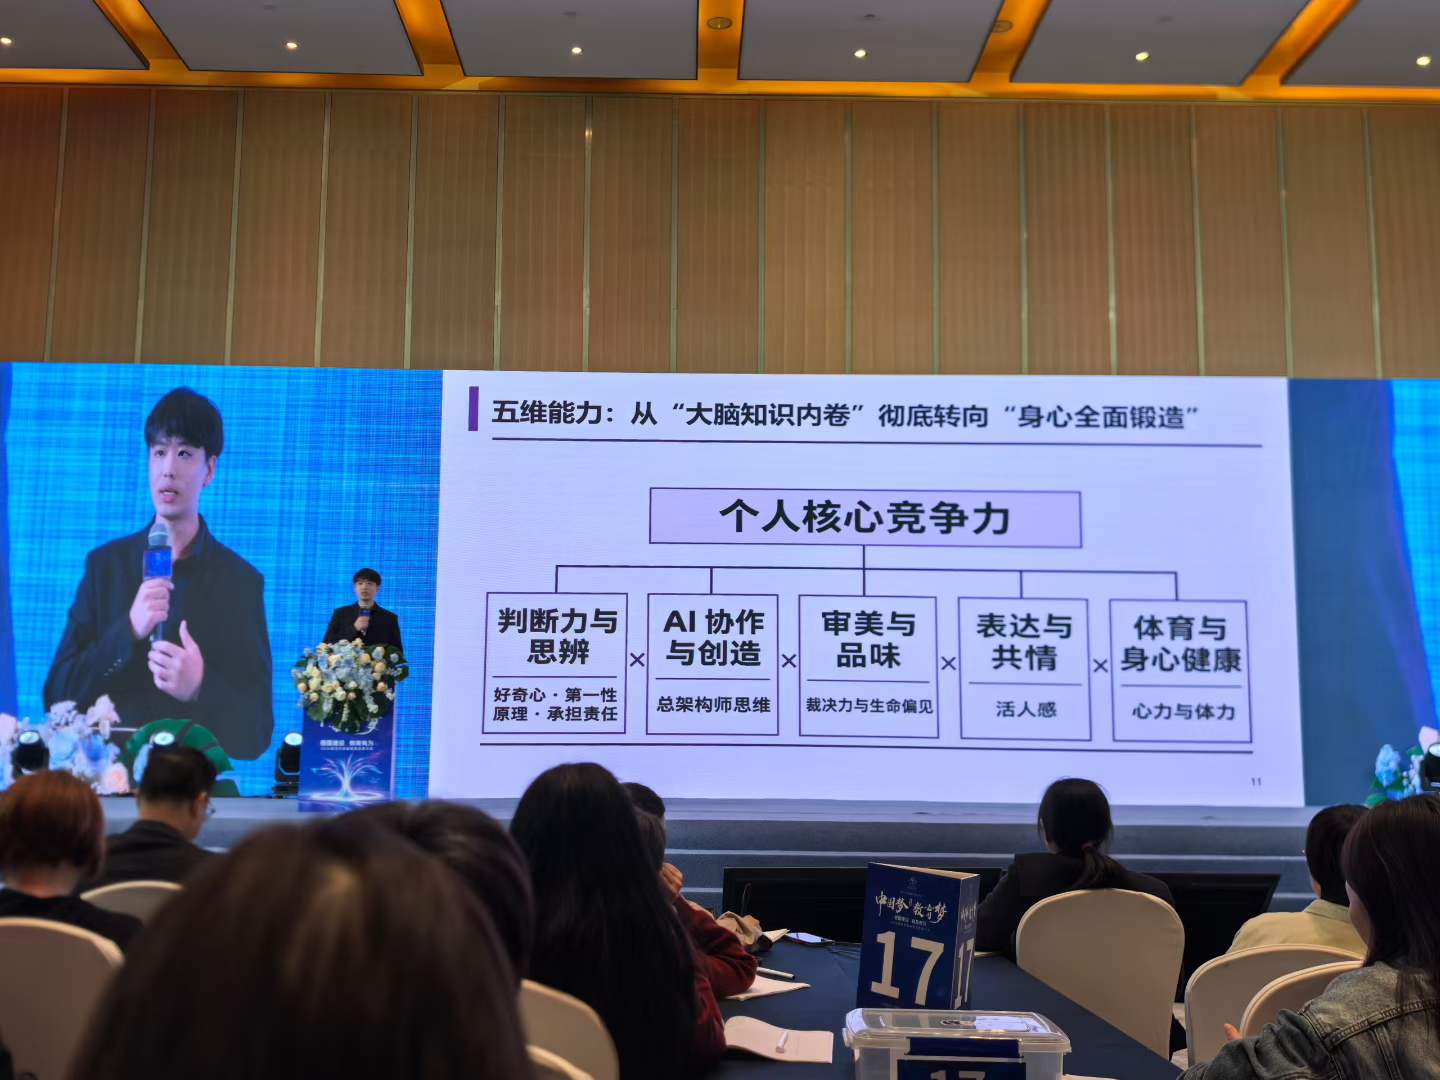 五维能力：从“大脑知识内卷”彻底转向“身心全面锻造”
个人核心竞争力
判断力与
思辨
好奇心·第一性
原理·承担责任
×
AI 协作
与创造
总架构师思维
×
审美与
品味
裁决力与生命偏见
×
表达与
共情
活人感
×
体育与
身心健康
心力与体力
11
中国梦
教育梦
17
17
17